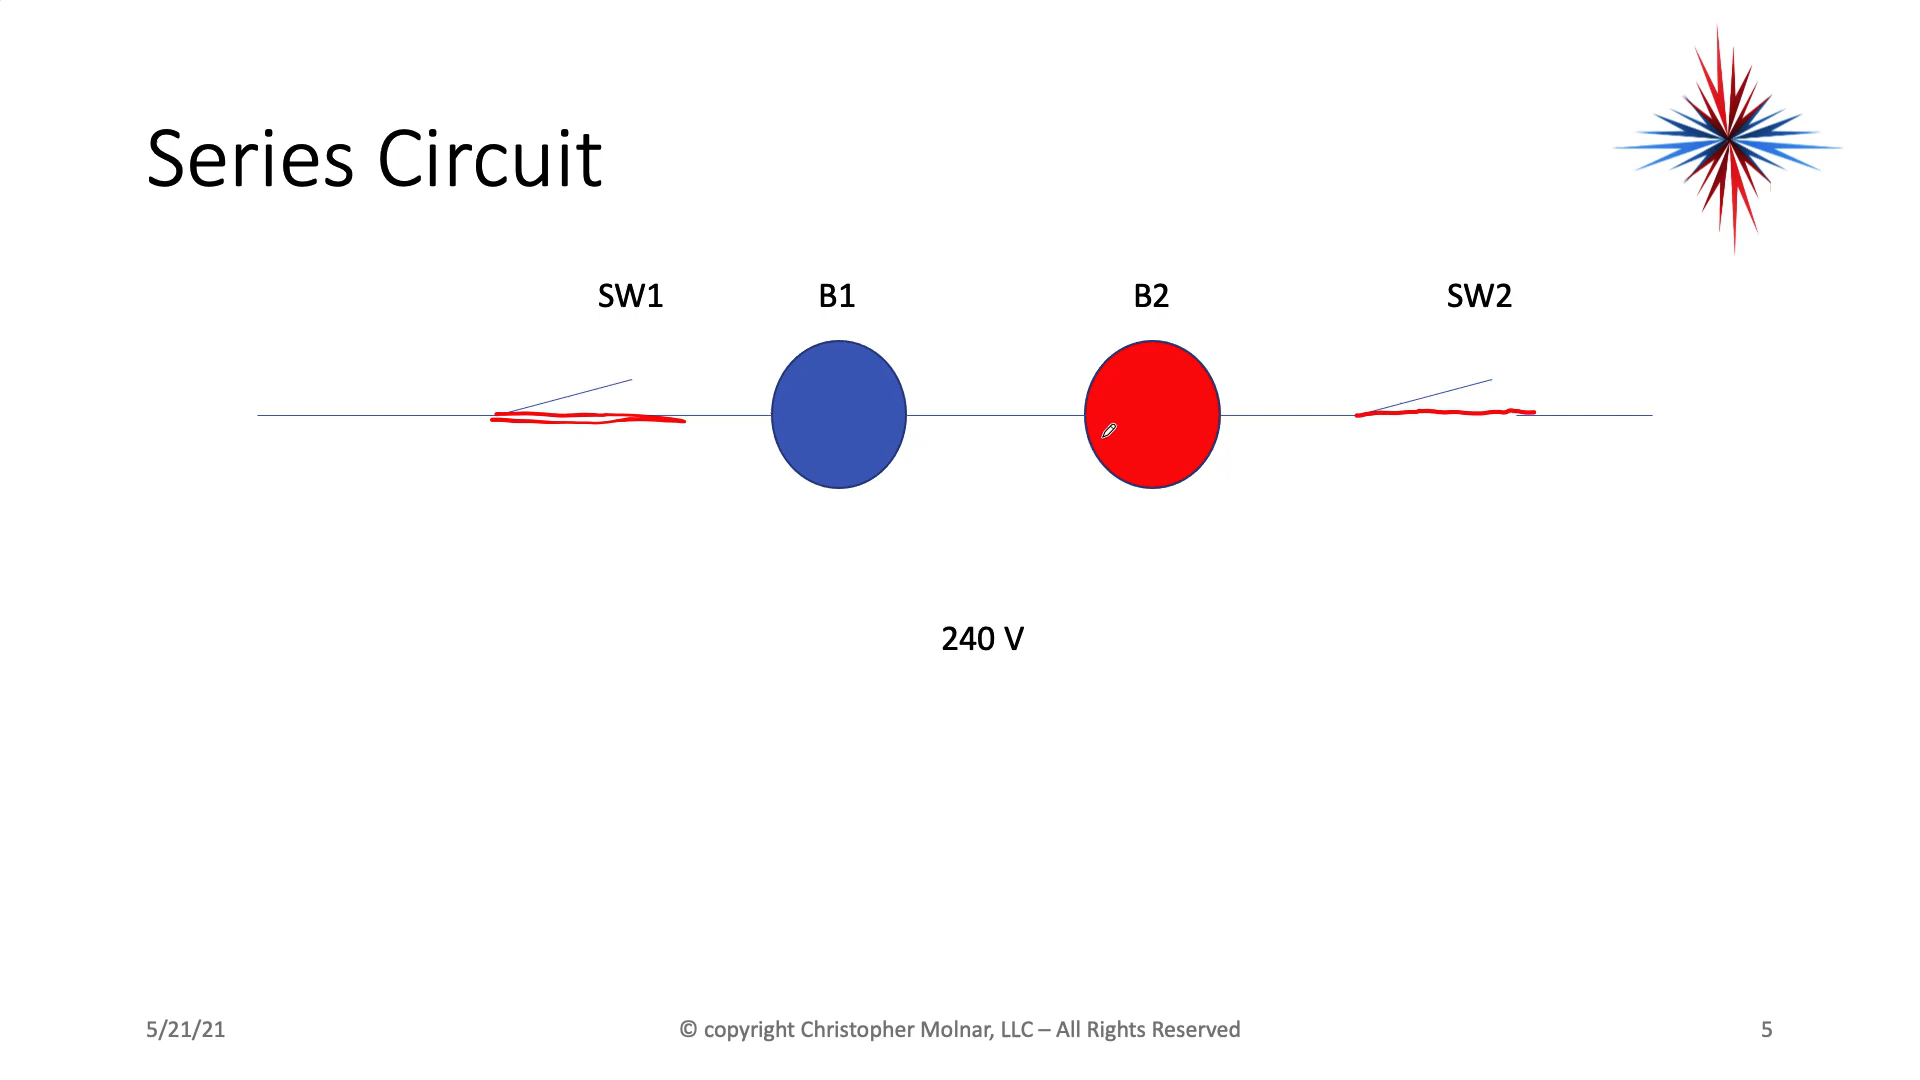 Series Circuit
SW1
B1
B2
SW2
240 V
5/21/21
© copyright Christopher Molnar, LLC – All Rights Reserved
5